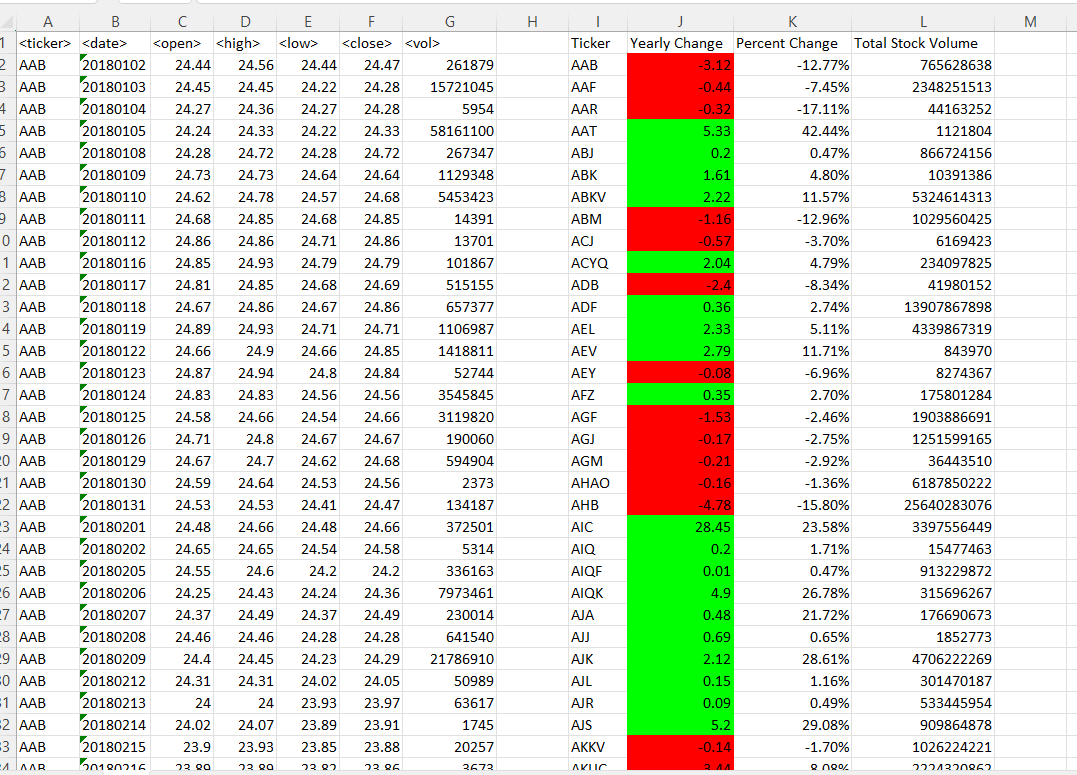 A B C D E F G H I J K L M
1 <ticker> <date> <open> <high> <low> <close> <vol> Ticker Yearly Change Percent Change Total Stock Volume
2 AAB 20180102 24.44 24.56 24.44 24.47 261879 AAB -3.12 -12.77% 765628638
3 AAB 20180103 24.45 24.45 24.22 24.28 15721045 AAF -0.44 -7.45% 2348251513
4 AAB 20180104 24.27 24.36 24.27 24.28 5954 AAR -0.32 -17.11% 44163252
5 AAB 20180105 24.24 24.33 24.22 24.33 58161100 AAT 5.33 42.44% 1121804
6 AAB 20180108 24.28 24.72 24.28 24.72 267347 ABJ 0.2 0.47% 866724156
7 AAB 20180109 24.73 24.73 24.64 24.64 1129348 ABK 1.61 4.80% 10391386
8 AAB 20180110 24.62 24.78 24.57 24.68 5453423 ABKV 2.22 11.57% 5324614313
9 AAB 20180111 24.68 24.85 24.68 24.85 14391 ABM -1.16 -12.96% 1029560425
0 AAB 20180112 24.86 24.86 24.71 24.86 13701 ACJ -0.57 -3.70% 6169423
1 AAB 20180116 24.85 24.93 24.79 24.79 101867 ACYQ 2.04 4.79% 234097825
2 AAB 20180117 24.81 24.85 24.68 24.69 515155 ADB -2.4 -8.34% 41980152
3 AAB 20180118 24.67 24.86 24.67 24.86 657377 ADF 0.36 2.74% 13907867898
4 AAB 20180119 24.89 24.93 24.71 24.71 1106987 AEL 2.33 5.11% 4339867319
5 AAB 20180122 24.66 24.9 24.66 24.85 1418811 AEV 2.79 11.71% 843970
6 AAB 20180123 24.87 24.94 24.8 24.84 52744 AEY -0.08 -6.96% 8274367
7 AAB 20180124 24.83 24.83 24.56 24.56 3545845 AFZ 0.35 2.70% 175801284
8 AAB 20180125 24.58 24.66 24.54 24.66 3119820 AGF -1.53 -2.46% 1903886691
9 AAB 20180126 24.71 24.8 24.67 24.67 190060 AGJ -0.17 -2.75% 1251599165
20 AAB 20180129 24.67 24.7 24.62 24.68 594904 AGM -0.21 -2.92% 36443510
21 AAB 20180130 24.59 24.64 24.53 24.56 2373 AHAO -0.16 -1.36% 6187850222
22 AAB 20180131 24.53 24.53 24.41 24.47 134187 AHB -4.78 -15.80% 25640283076
23 AAB 20180201 24.48 24.66 24.48 24.66 372501 AIC 28.45 23.58% 3397556449
24 AAB 20180202 24.65 24.65 24.54 24.58 5314 AIQ 0.2 1.71% 15477463
25 AAB 20180205 24.55 24.6 24.2 24.2 336163 AIQF 0.01 0.47% 913229872
26 AAB 20180206 24.25 24.43 24.24 24.36 7973461 AIQK 4.9 26.78% 315696267
27 AAB 20180207 24.37 24.49 24.37 24.49 230014 AJA 0.48 21.72% 176690673
28 AAB 20180208 24.46 24.46 24.28 24.28 641540 AJJ 0.69 0.65% 1852773
29 AAB 20180209 24.4 24.45 24.23 24.29 21786910 AJK 2.12 28.61% 4706222269
30 AAB 20180212 24.31 24.31 24.02 24.05 50989 AJL 0.15 1.16% 301470187
31 AAB 20180213 24 24 23.93 23.97 63617 AJR 0.09 0.49% 533445954
32 AAB 20180214 24.02 24.07 23.89 23.91 1745 AJS 5.2 29.08% 909864878
33 AAB 20180215 23.9 23.93 23.85 23.88 20257 AKKV -0.14 -1.70% 1026224221
34 AAB 20180216 23.89 23.89 23.82 23.86 3673